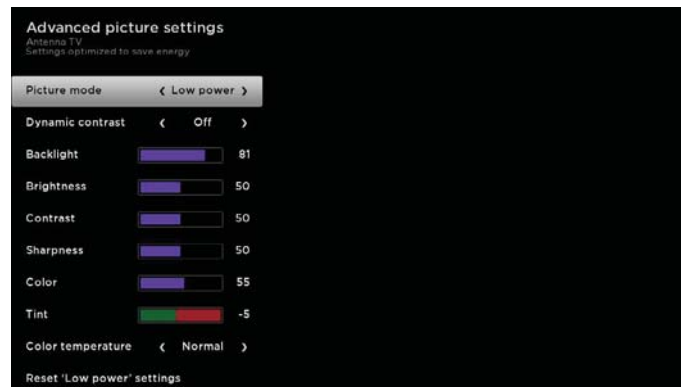 Advanced picture settings
Antenna TV
Settings optimized to save energy
Picture mode ‹ Low power ›
Dynamic contrast ‹ Off ›
Backlight 81
Brightness 50
Contrast 50
Sharpness 50
Color 55
Tint -5
Color temperature ‹ Normal ›
Reset 'Low power' settings